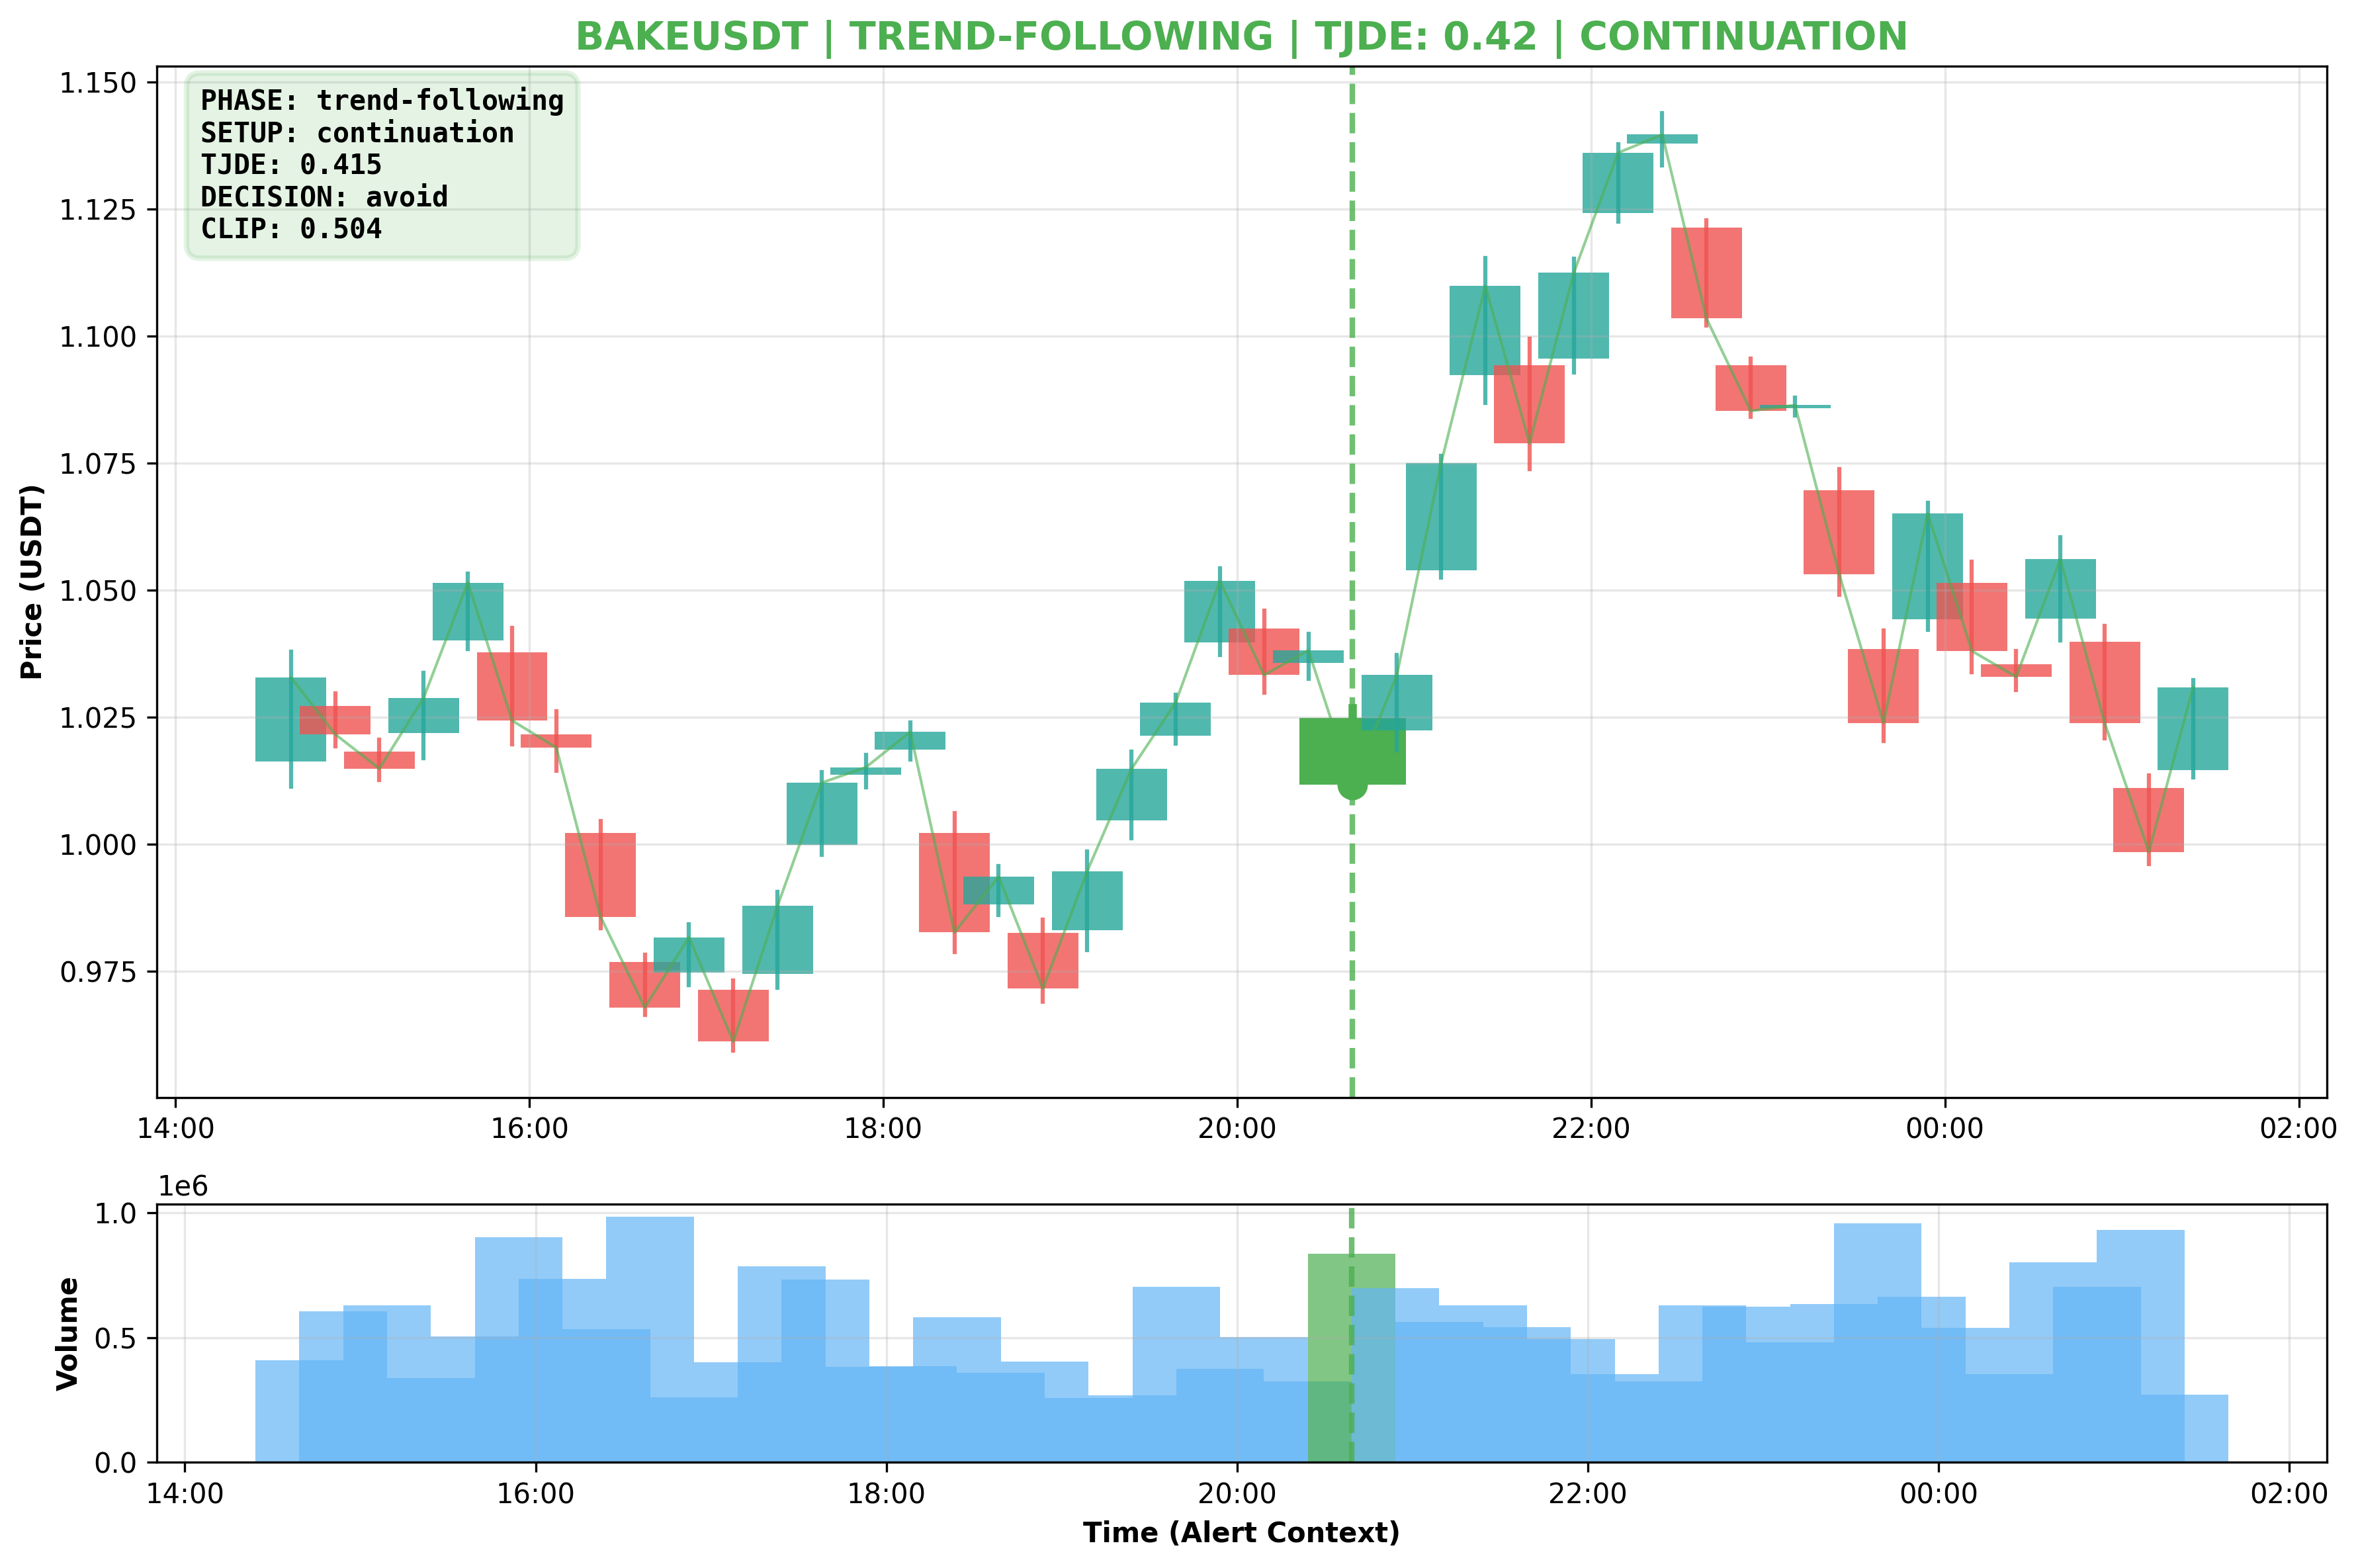 BAKEUSDT | TREND-FOLLOWING | TJDE: 0.42 | CONTINUATION
PHASE: trend-following
SETUP: continuation
TJDE: 0.415
DECISION: avoid
CLIP: 0.504
Price (USDT)
1.150
1.125
1.100
1.075
1.050
1.025
1.000
0.975
14:00 16:00 18:00 20:00 22:00 00:00 02:00
1e6
Volume
1.0
0.5
0.0
14:00 16:00 18:00 20:00 22:00 00:00 02:00
Time (Alert Context)